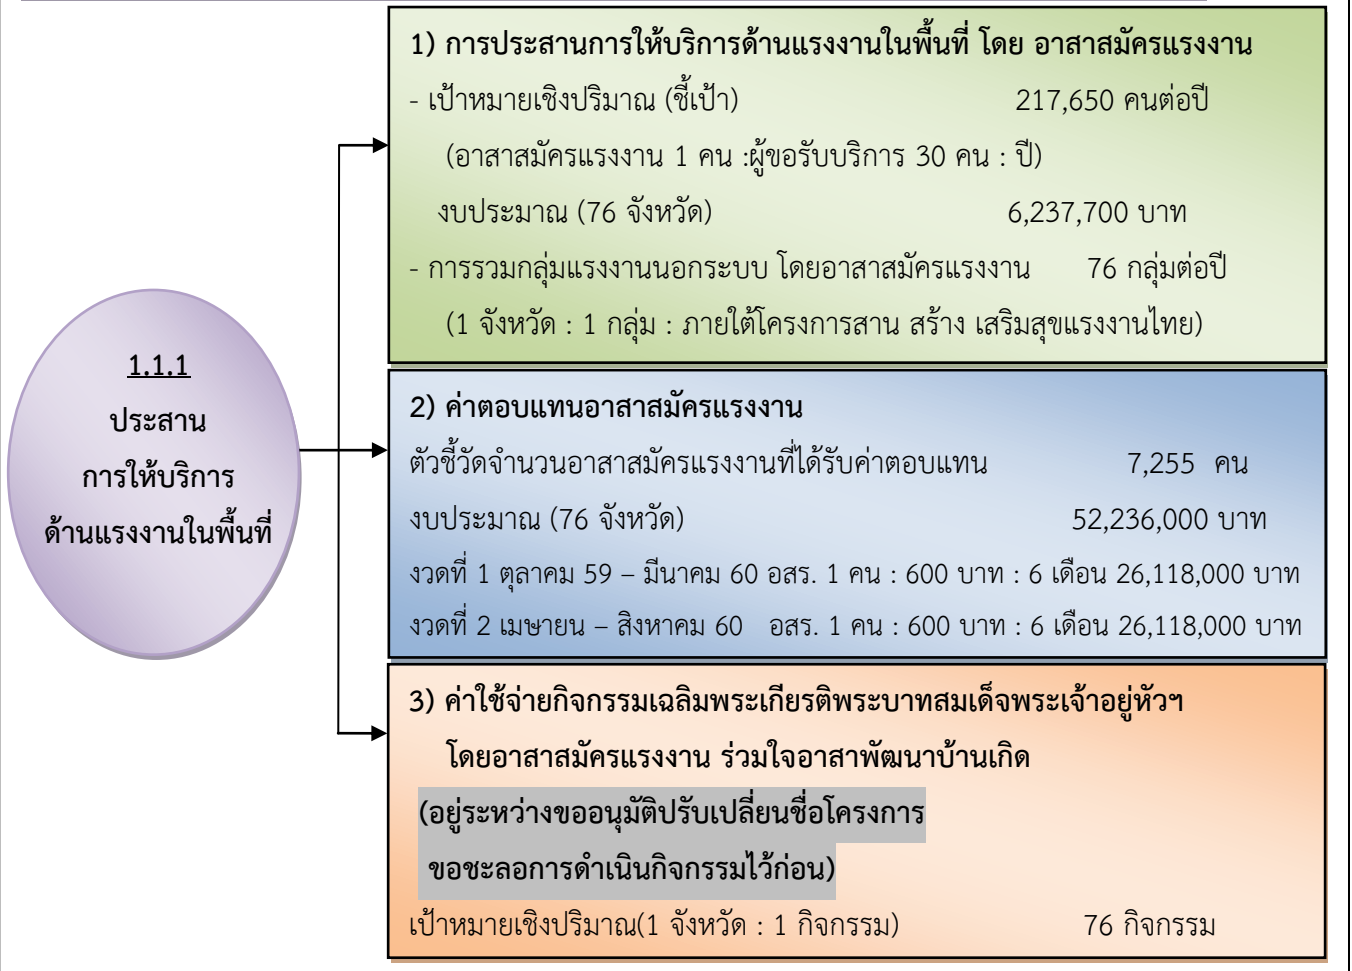 1.1.1
ประสาน
การให้บริการ
ด้านแรงงานในพื้นที่
1) การประสานการให้บริการด้านแรงงานในพื้นที่ โดย อาสาสมัครแรงงาน
- เป้าหมายเชิงปริมาณ (ชี้เป้า) 217,650 คนต่อปี
(อาสาสมัครแรงงาน 1 คน :ผู้ขอรับบริการ 30 คน : ปี)
งบประมาณ (76 จังหวัด) 6,237,700 บาท
- การรวมกลุ่มแรงงานนอกระบบ โดยอาสาสมัครแรงงาน 76 กลุ่มต่อปี
(1 จังหวัด : 1 กลุ่ม : ภายใต้โครงการสาน สร้าง เสริมสุขแรงงานไทย)
2) ค่าตอบแทนอาสาสมัครแรงงาน
ตัวชี้วัดจำนวนอาสาสมัครแรงงานที่ได้รับค่าตอบแทน 7,255 คน
งบประมาณ (76 จังหวัด) 52,236,000 บาท
งวดที่ 1 ตุลาคม 59 – มีนาคม 60 อสร. 1 คน : 600 บาท : 6 เดือน 26,118,000 บาท
งวดที่ 2 เมษายน – สิงหาคม 60 อสร. 1 คน : 600 บาท : 6 เดือน 26,118,000 บาท
3) ค่าใช้จ่ายกิจกรรมเฉลิมพระเกียรติพระบาทสมเด็จพระเจ้าอยู่หัวฯ
โดยอาสาสมัครแรงงาน ร่วมใจอาสาพัฒนาบ้านเกิด
(อยู่ระหว่างขออนุมัติปรับเปลี่ยนชื่อโครงการ
ขอชะลอการดำเนินกิจกรรมไว้ก่อน)
เป้าหมายเชิงปริมาณ(1 จังหวัด : 1 กิจกรรม) 76 กิจกรรม